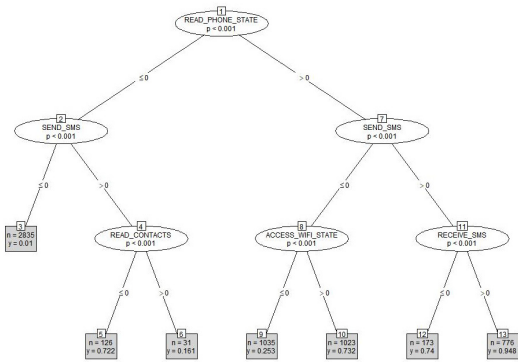 1
READ_PHONE_STATE
p < 0.001
≤ 0
> 0
2
SEND_SMS
p < 0.001
7
SEND_SMS
p < 0.001
≤ 0
> 0
≤ 0
> 0
3
n = 2835
y = 0.01
4
READ_CONTACTS
p < 0.001
8
ACCESS_WIFI_STATE
p < 0.001
11
RECEIVE_SMS
p < 0.001
≤ 0
> 0
≤ 0
> 0
≤ 0
> 0
5
n = 126
y = 0.722
6
n = 31
y = 0.161
9
n = 1035
y = 0.253
10
n = 1023
y = 0.732
12
n = 173
y = 0.74
13
n = 776
y = 0.948